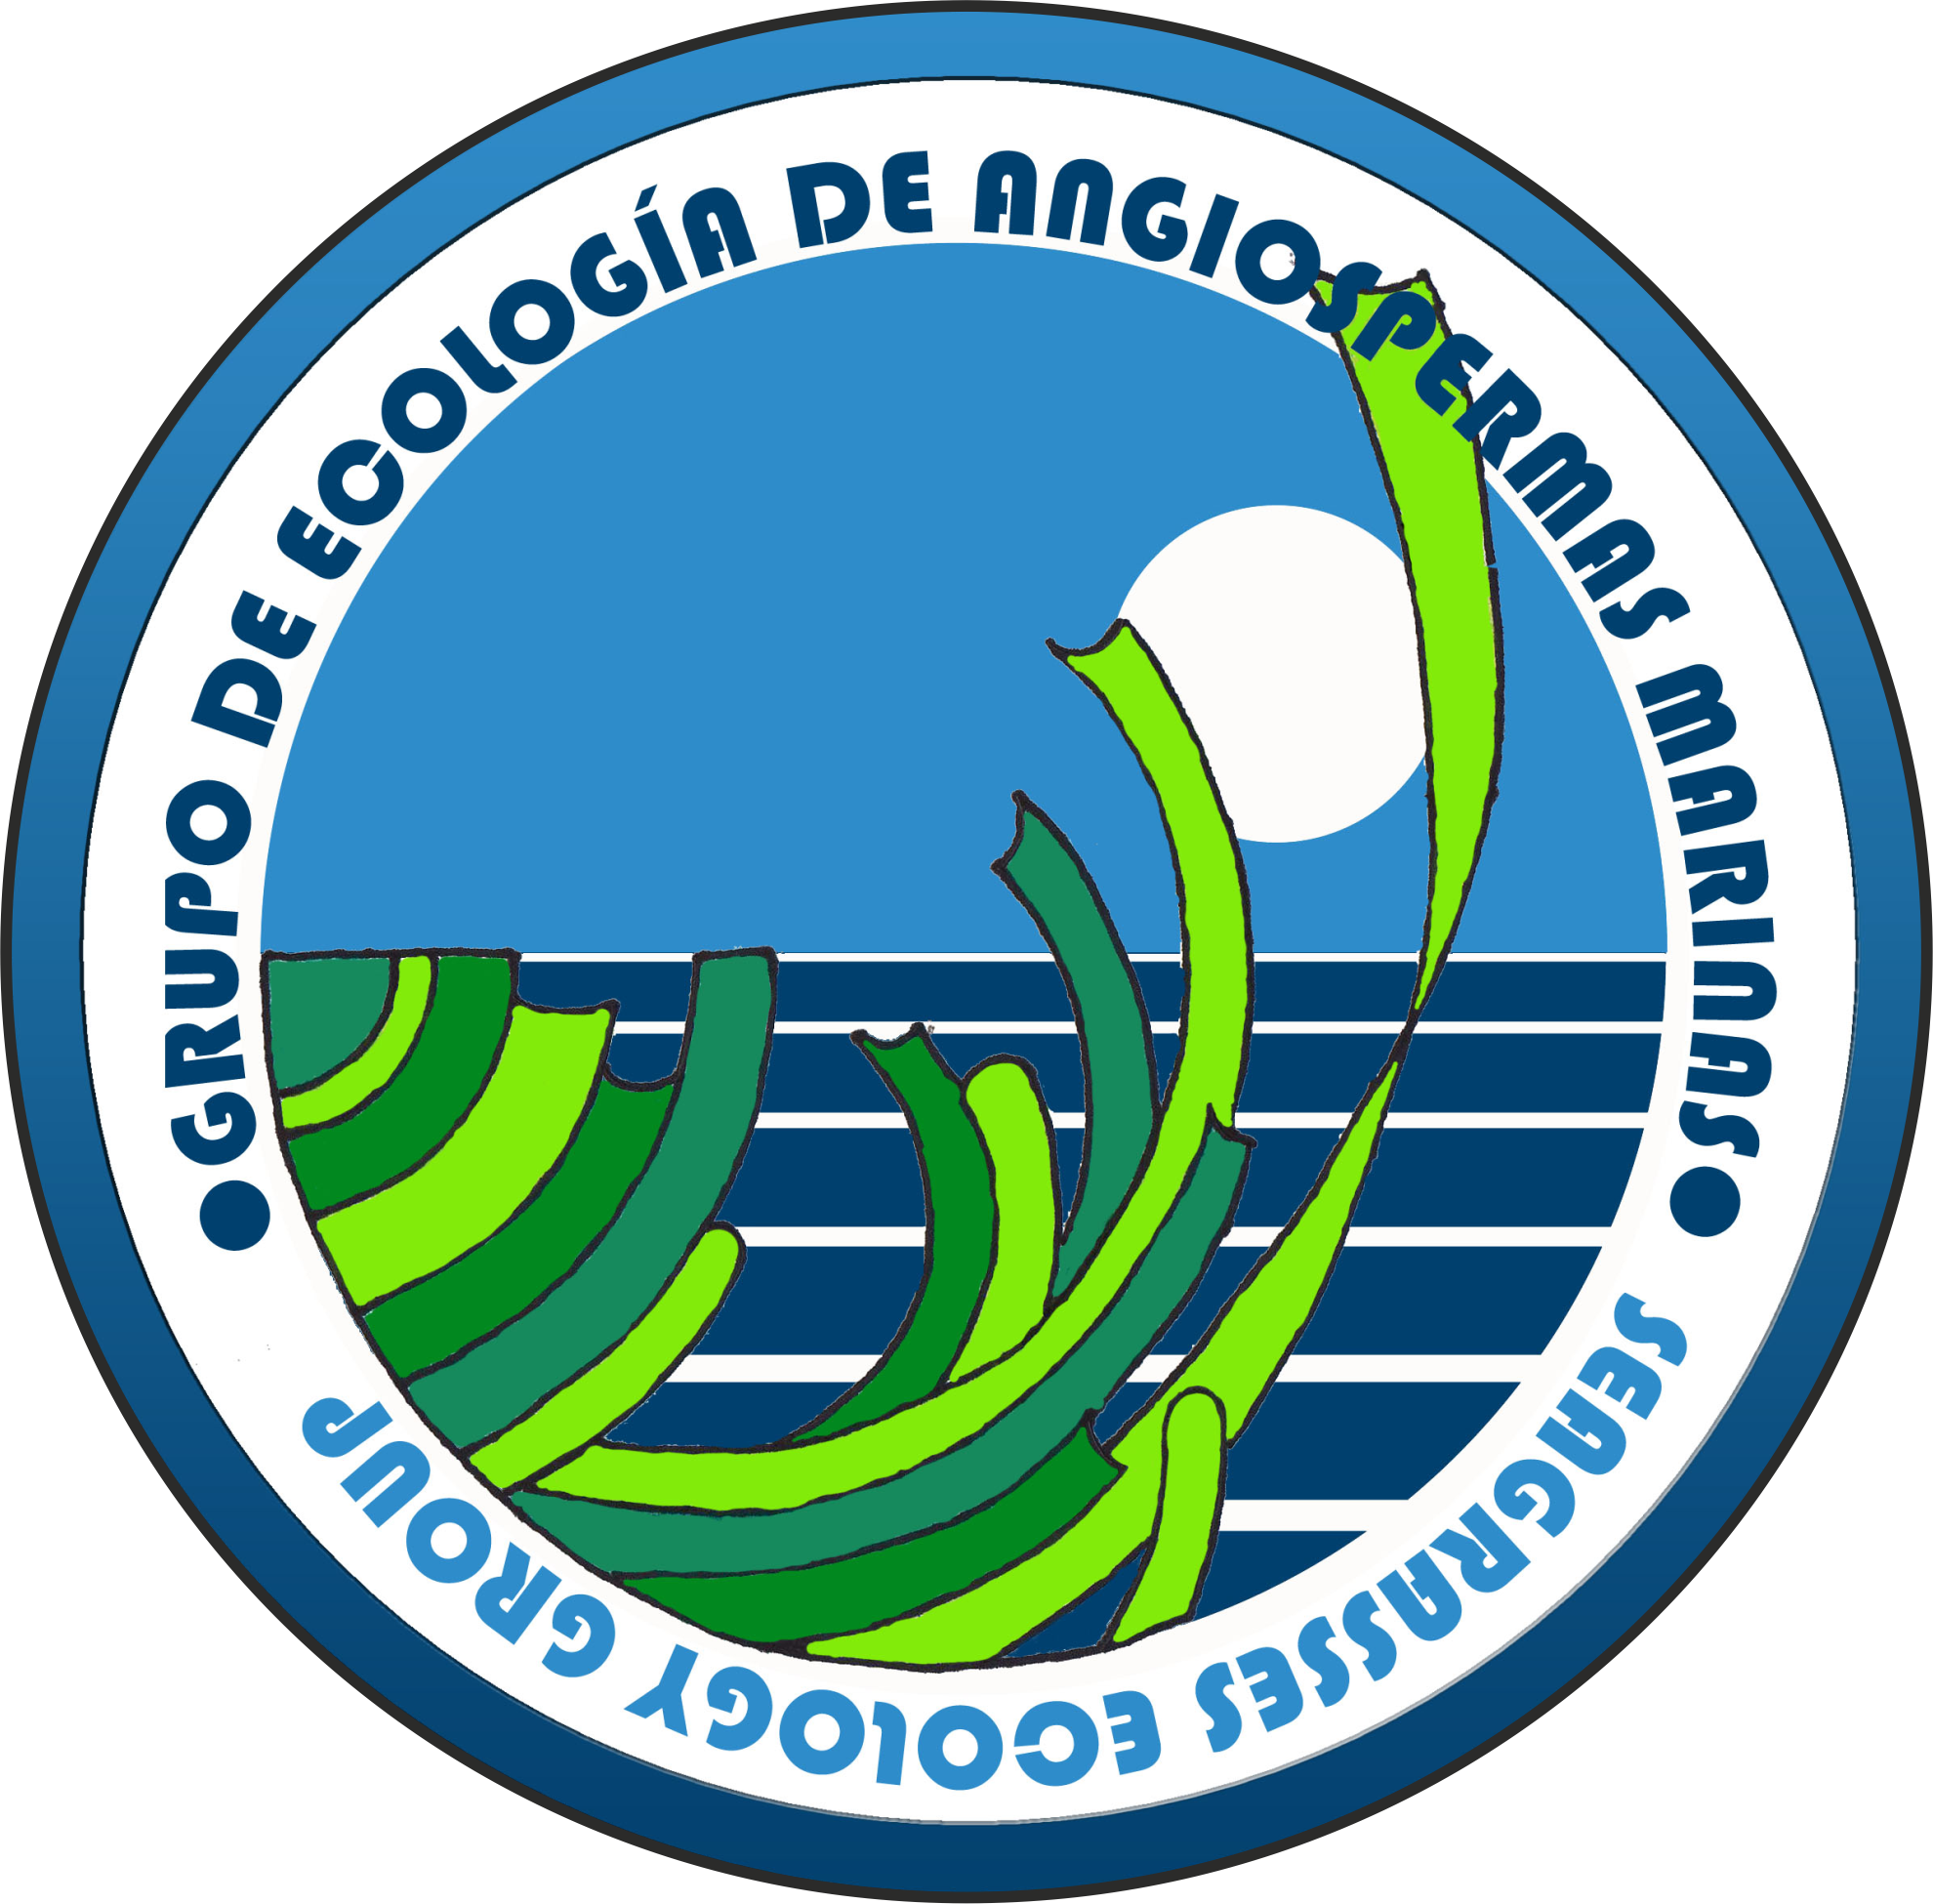 •GRUPO DE ECOLOGÍA DE ANGIOSPERMAS MARINAS•
SEAGRASSES ECOLOGY GROUP